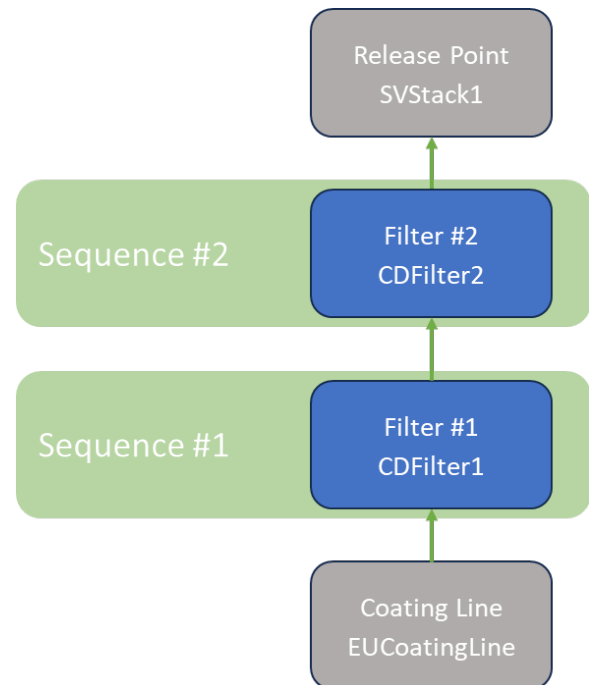 Release Point
SVStack1
Sequence #2
Filter #2
CDFilter2
Sequence #1
Filter #1
CDFilter1
Coating Line
EUCoatingLine